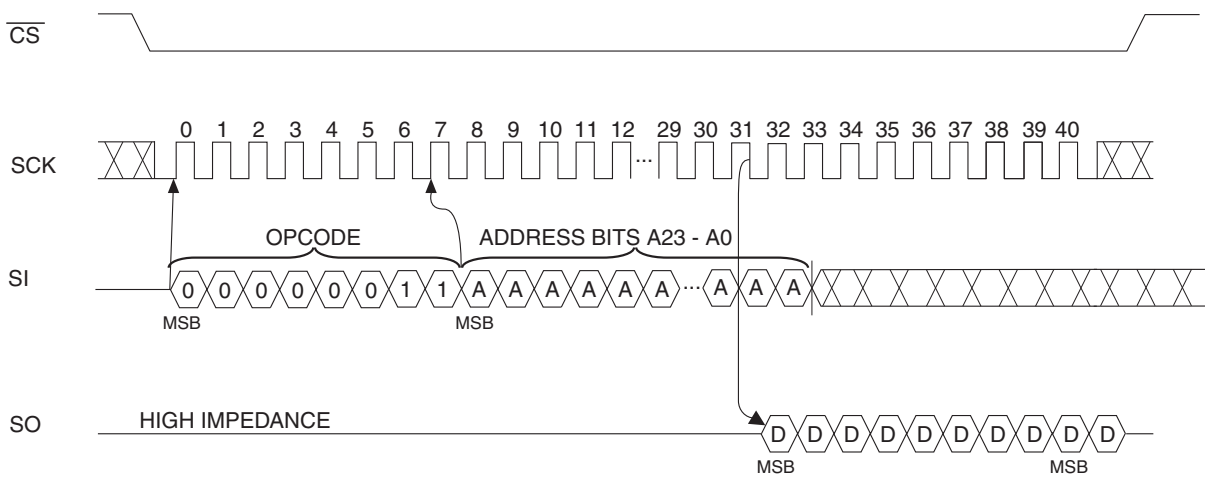 CS
SCK
0 1 2 3 4 5 6 7 8 9 10 11 12 29 30 31 32 33 34 35 36 37 38 39 40
...
OPCODE ADDRESS BITS A23 - A0
SI
0 0 0 0 0 0 1 1 A A A A A A ... A A A
MSB MSB
SO HIGH IMPEDANCE
D D D D D D D D D D
MSB MSB